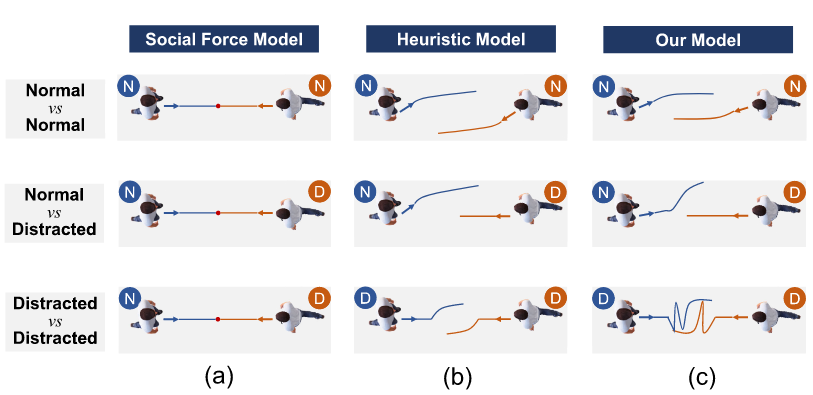 Social Force Model
Heuristic Model
Our Model
Normal
vs
Normal
N
N
N
N
N
N
Normal
vs
Distracted
N
D
N
D
N
D
Distracted
vs
Distracted
N
D
D
D
D
D
(a)
(b)
(c)